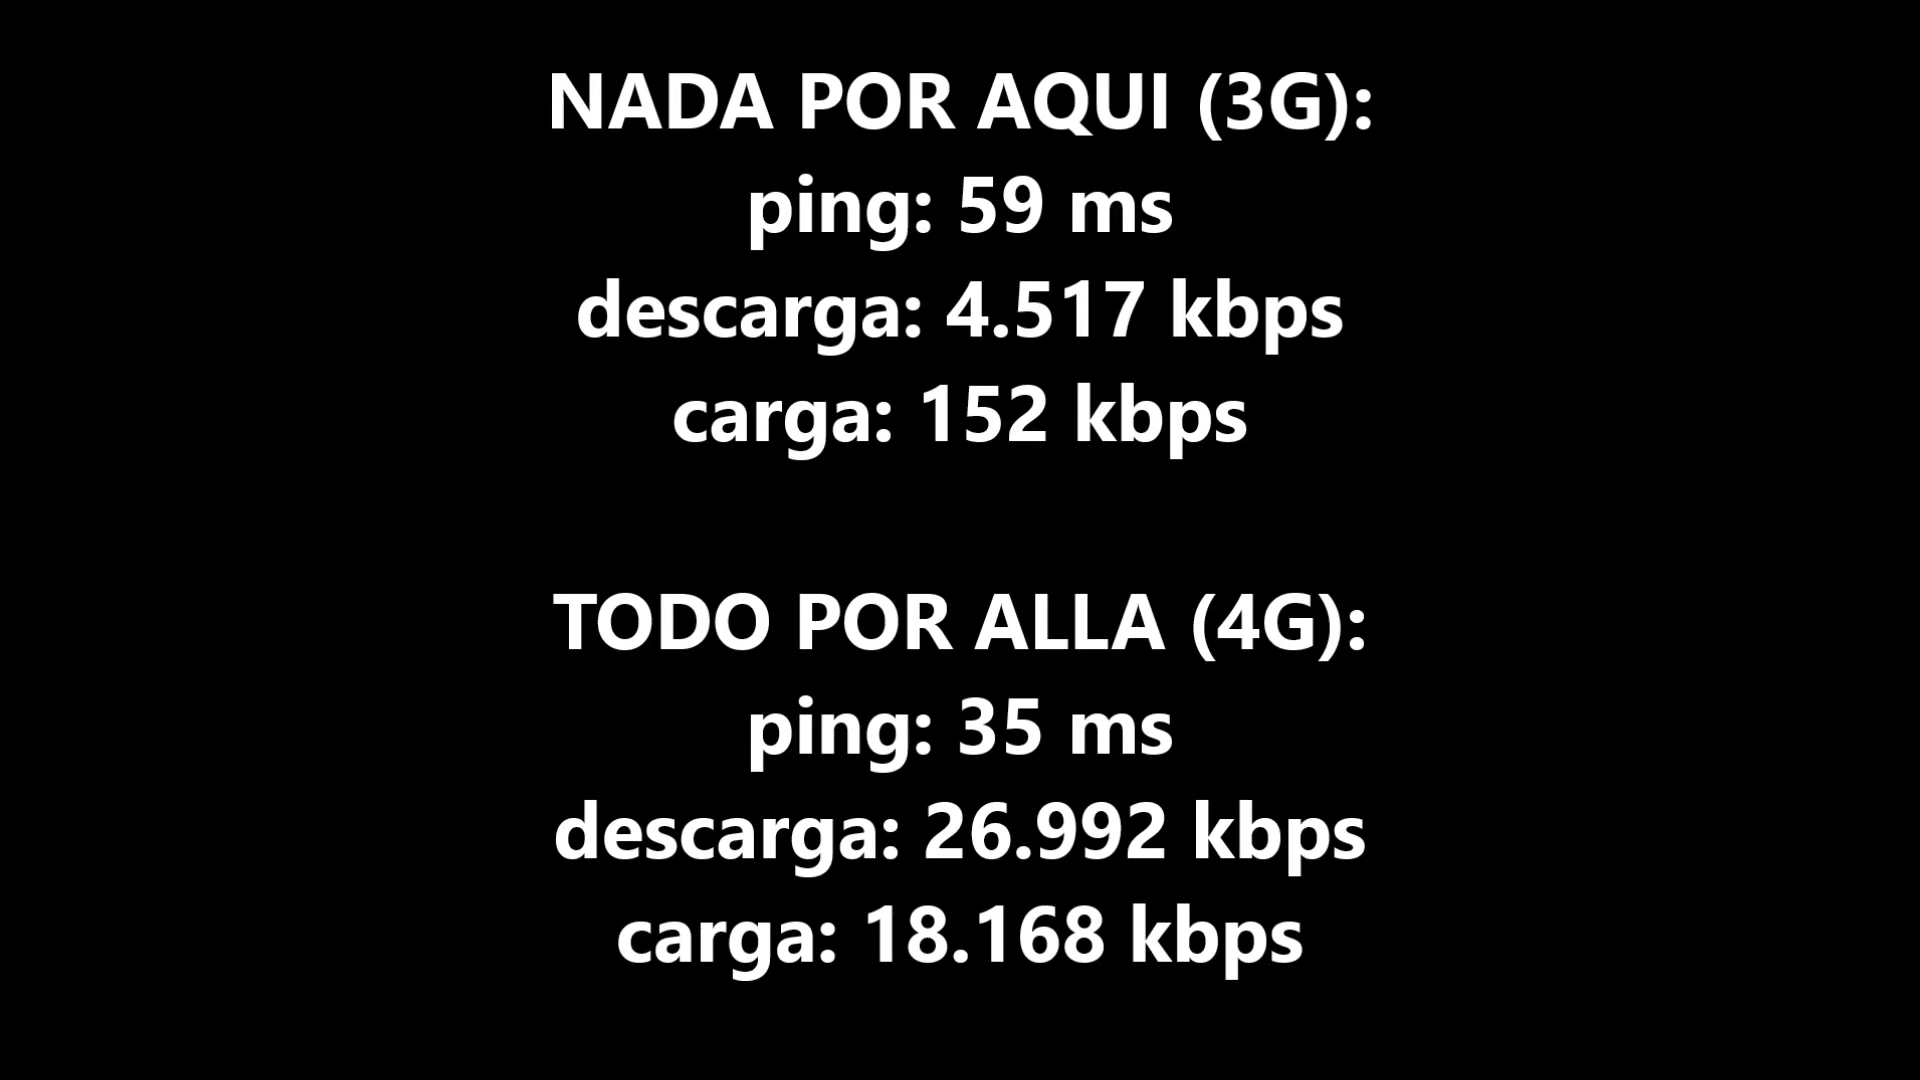 NADA POR AQUI (3G):
ping: 59 ms
descarga: 4.517 kbps
carga: 152 kbps
TODO POR ALLA (4G):
ping: 35 ms
descarga: 26.992 kbps
carga: 18.168 kbps